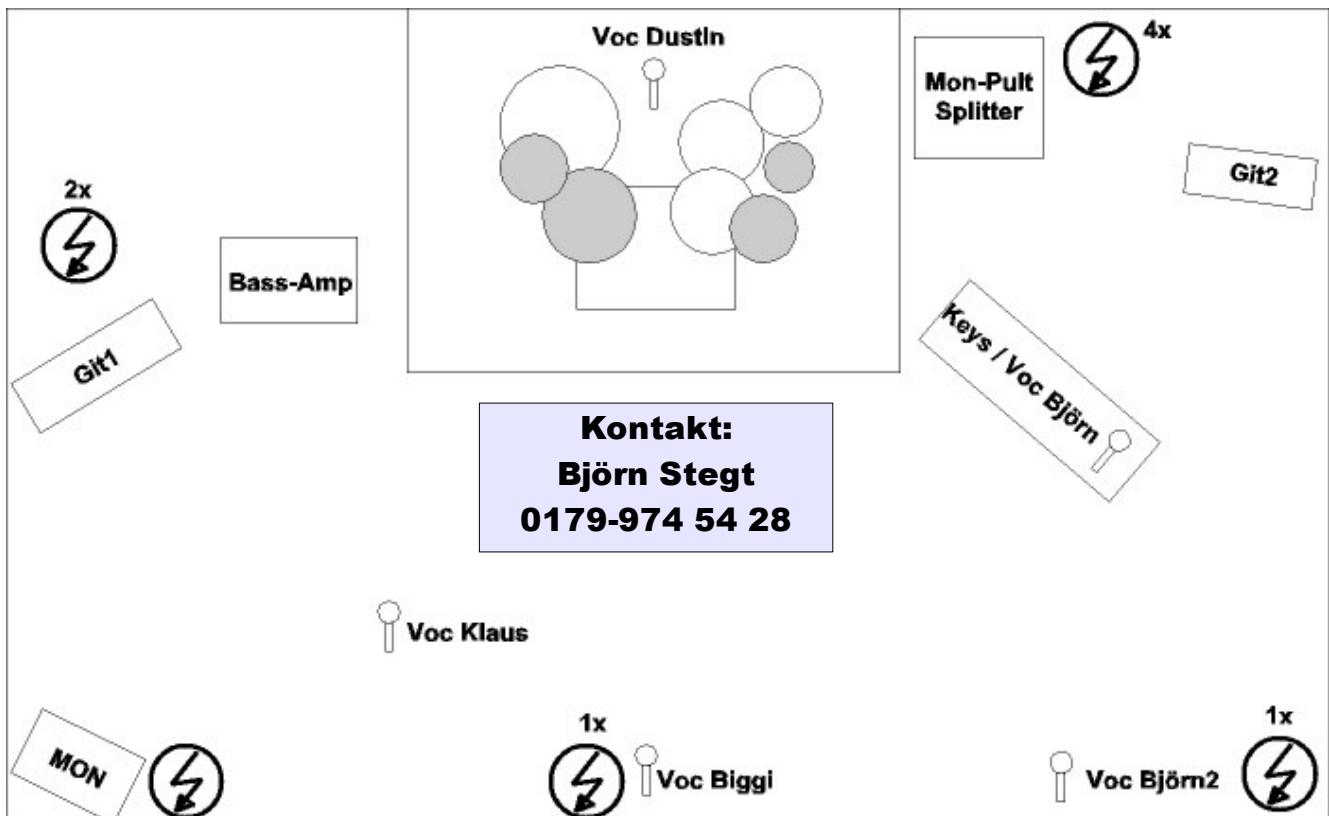 Voc Dustin
4x
Mon-Pult
Splitter
Git2
2x
Bass-Amp
Git1
Keys / Voc Björn
Kontakt:
Björn Stegt
0179-974 54 28
Voc Klaus
MON
1x
Voc Biggi
1x
Voc Björn2